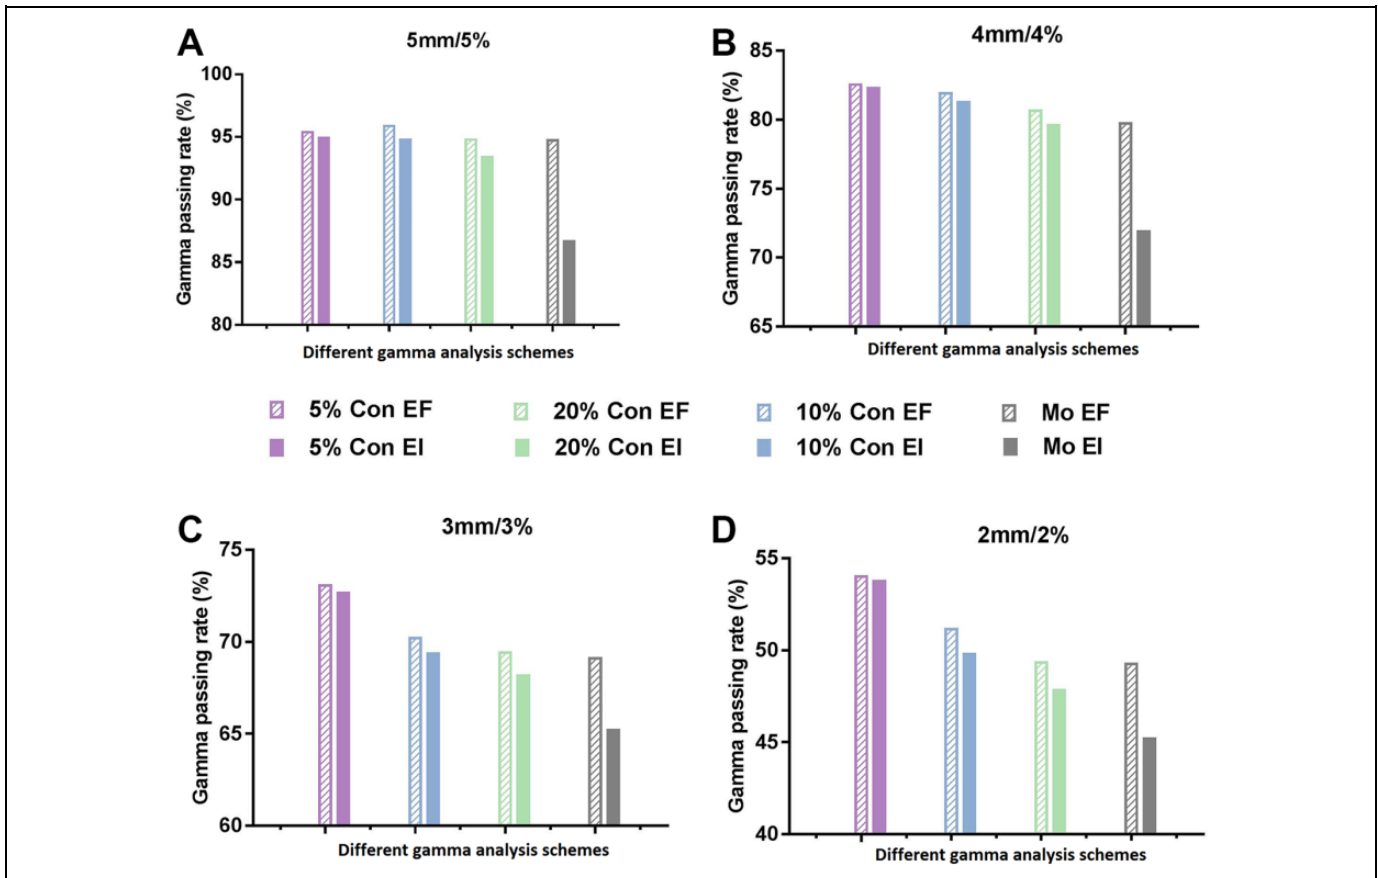 A
5mm/5%
100
95
90
85
80
Gamma passing rate (%)
Different gamma analysis schemes
B
4mm/4%
85
80
75
70
65
Gamma passing rate (%)
Different gamma analysis schemes
5% Con EF
20% Con EF
10% Con EF
Mo EF
5% Con EI
20% Con EI
10% Con EI
Mo EI
C
3mm/3%
75
70
65
60
Gamma passing rate (%)
Different gamma analysis schemes
D
2mm/2%
55
50
45
40
Gamma passing rate (%)
Different gamma analysis schemes